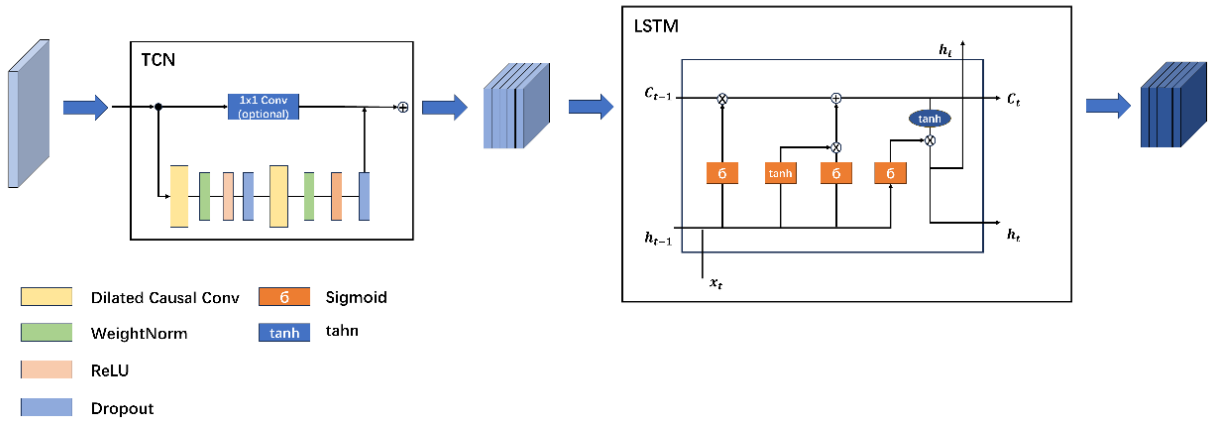 TCN
1x1 Conv
(optional)
LSTM
h_i
C_{t-1}
C_t
tanh
б
tanh
б
б
h_{t-1}
h_t
x_t
Dilated Causal Conv
б
Sigmoid
WeightNorm
tanh
tahn
ReLU
Dropout